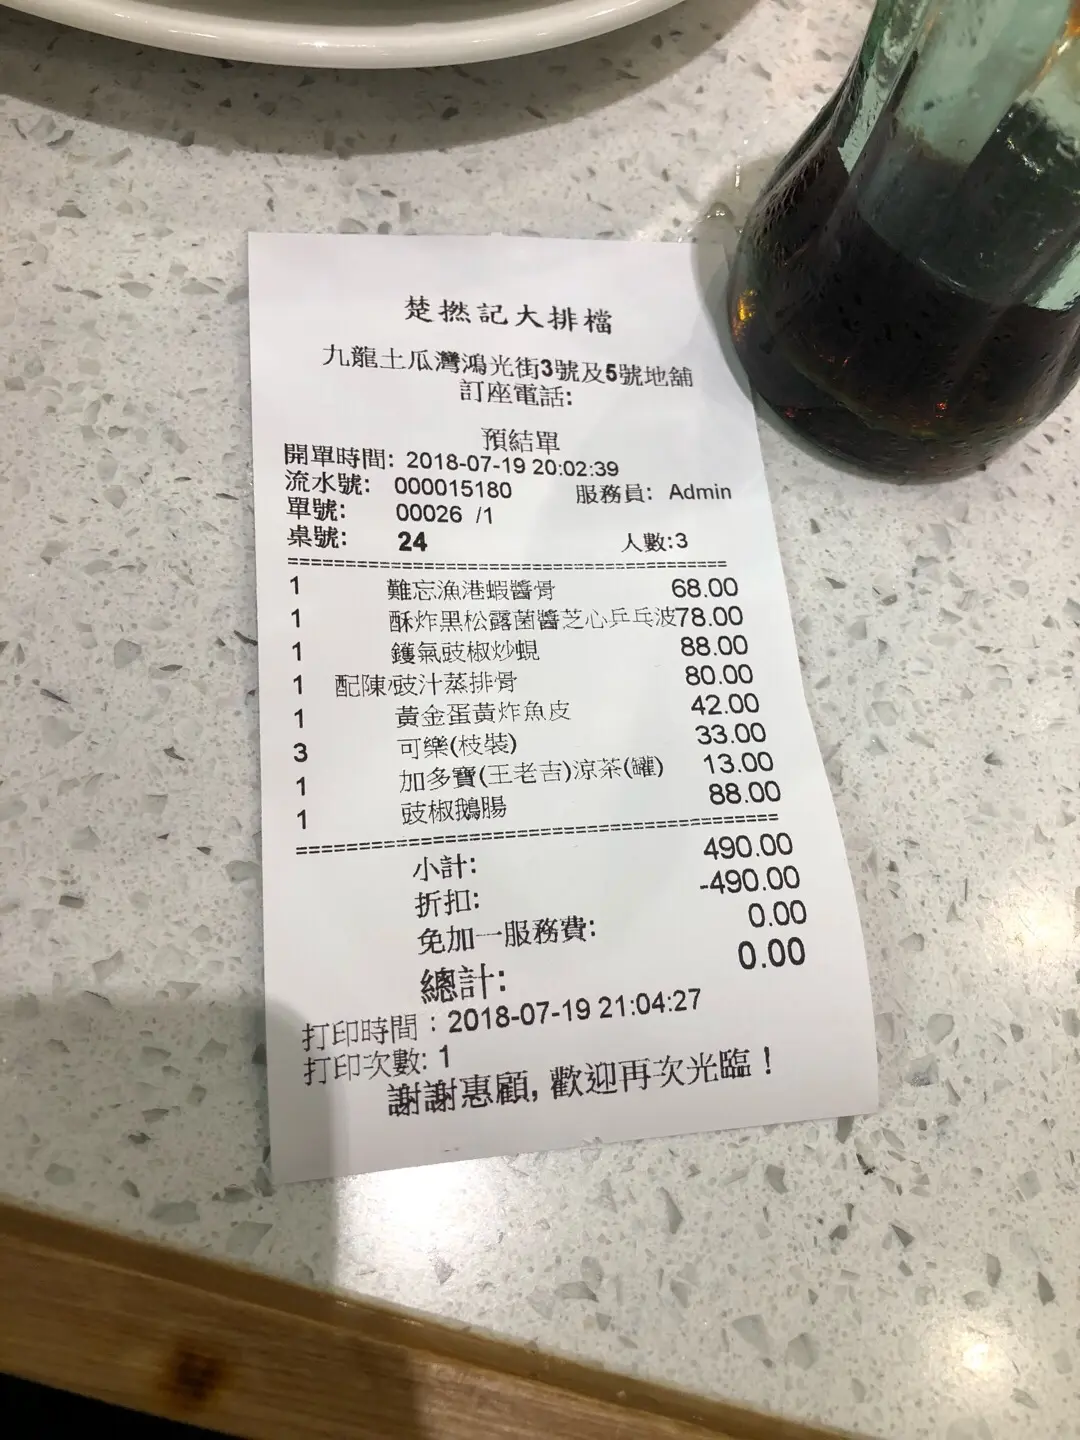 楚撚記大排檔
九龍土瓜灣鴻光街3號及5號地舖
訂座電話:
預結單
開單時間: 2018-07-19 20:02:39
流水號: 000015180 服務員: Admin
單號: 00026 /1
桌號: 24 人數:3
1 難忘漁港蝦醬骨 68.00
1 酥炸黑松露菌醬芝心乒乓波78.00
1 鑊氣豉椒炒蜆 88.00
1 配陳/豉汁蒸排骨 80.00
1 黃金蛋黃炸魚皮 42.00
3 可樂(枝裝) 33.00
1 加多寶(王老吉)涼茶(罐) 13.00
1 豉椒鵝腸 88.00
小計: 490.00
折扣: -490.00
免加一服務費: 0.00
總計: 0.00
打印時間：2018-07-19 21:04:27
打印次數: 1
謝謝惠顧, 歡迎再次光臨！